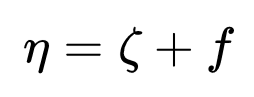 η = ζ + f